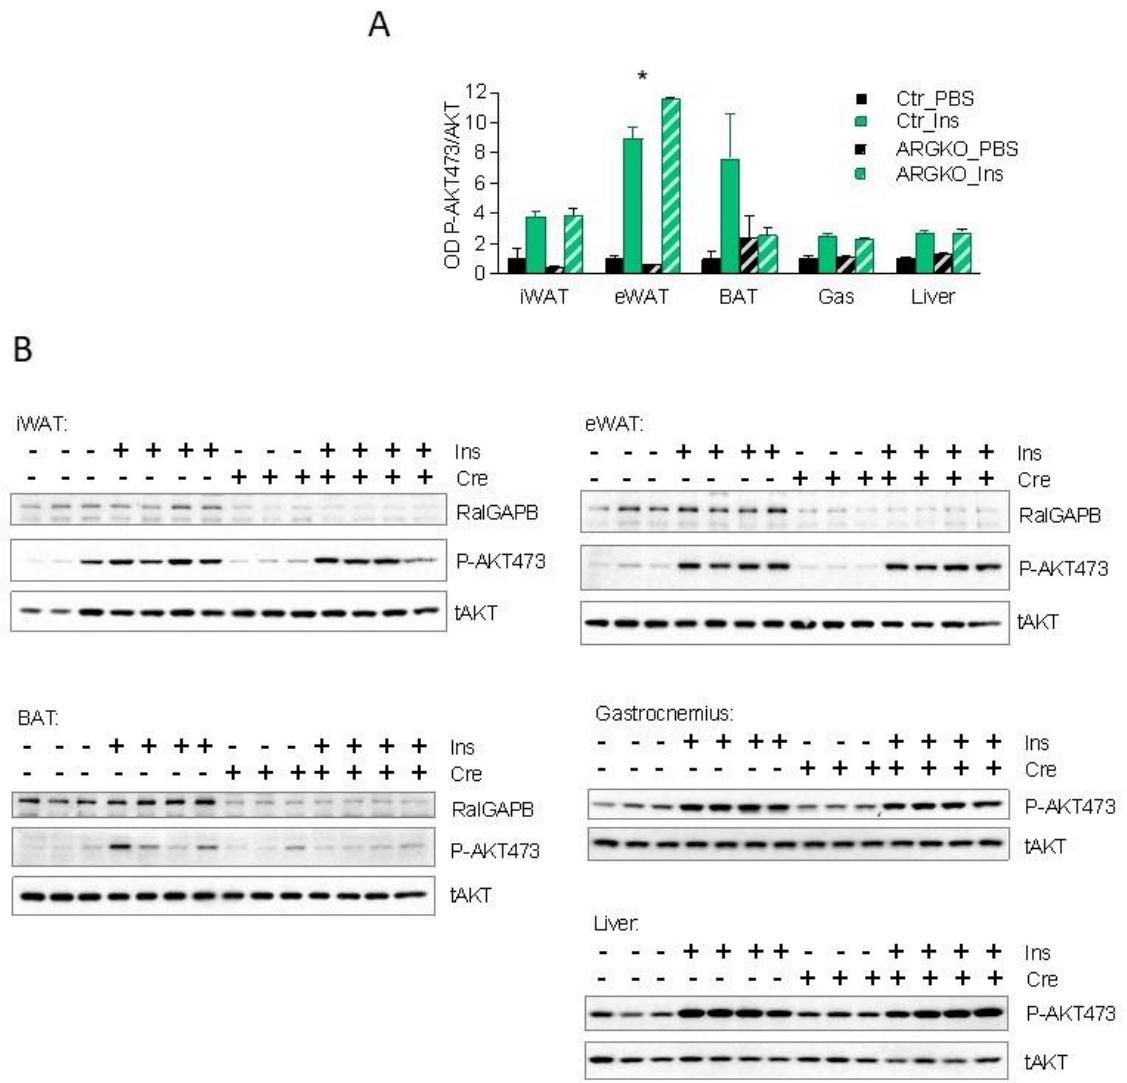 A
*
OD P-AKT473/AKT
12
10
8
6
4
2
0
iWAT eWAT BAT Gas Liver
Ctr_PBS
Ctr_Ins
ARGKO_PBS
ARGKO_Ins
B
iWAT:
- - - + + + + - - - + + + + Ins
- - - - - - - + + + + + + + Cre
RalGAPB
P-AKT473
tAKT
eWAT:
- - - + + + + - - - + + + + Ins
- - - - - - - + + + + + + + Cre
RalGAPB
P-AKT473
tAKT
BAT:
- - - + + + + - - - + + + + Ins
- - - - - - - + + + + + + + Cre
RalGAPB
P-AKT473
tAKT
Gastrocnemius:
- - - + + + + - - - + + + + Ins
- - - - - - - + + + + + + + Cre
P-AKT473
tAKT
Liver:
- - - + + + + - - - + + + + Ins
- - - - - - - + + + + + + + Cre
P-AKT473
tAKT